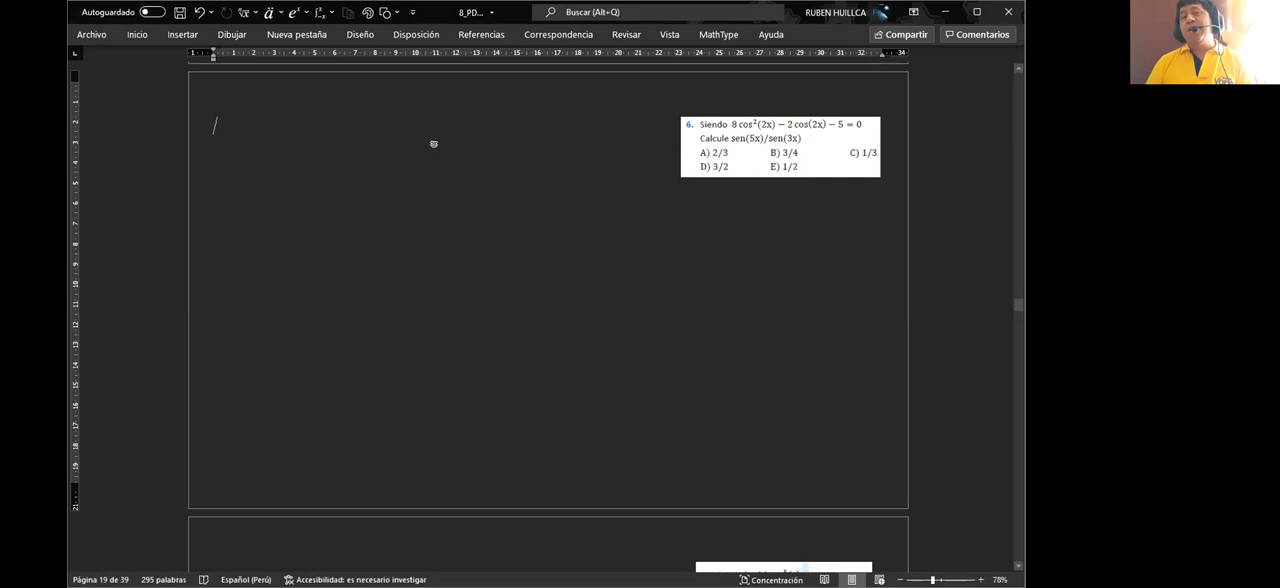 Autoguardado
8_PD...
Buscar (Alt+Q)
RUBEN HUILLCA
Archivo Inicio Insertar Dibujar Nueva pestaña Diseño Disposición Referencias Correspondencia Revisar Vista MathType Ayuda Compartir Comentarios
6. Siendo 8 cos²(2x) − 2 cos(2x) − 5 = 0
Calcule sen(5x)/sen(3x)
A) 2/3 B) 3/4 C) 1/3
D) 3/2 E) 1/2
Página 19 de 39 295 palabras Español (Perú) Accesibilidad: es necesario investigar Concentración 78%